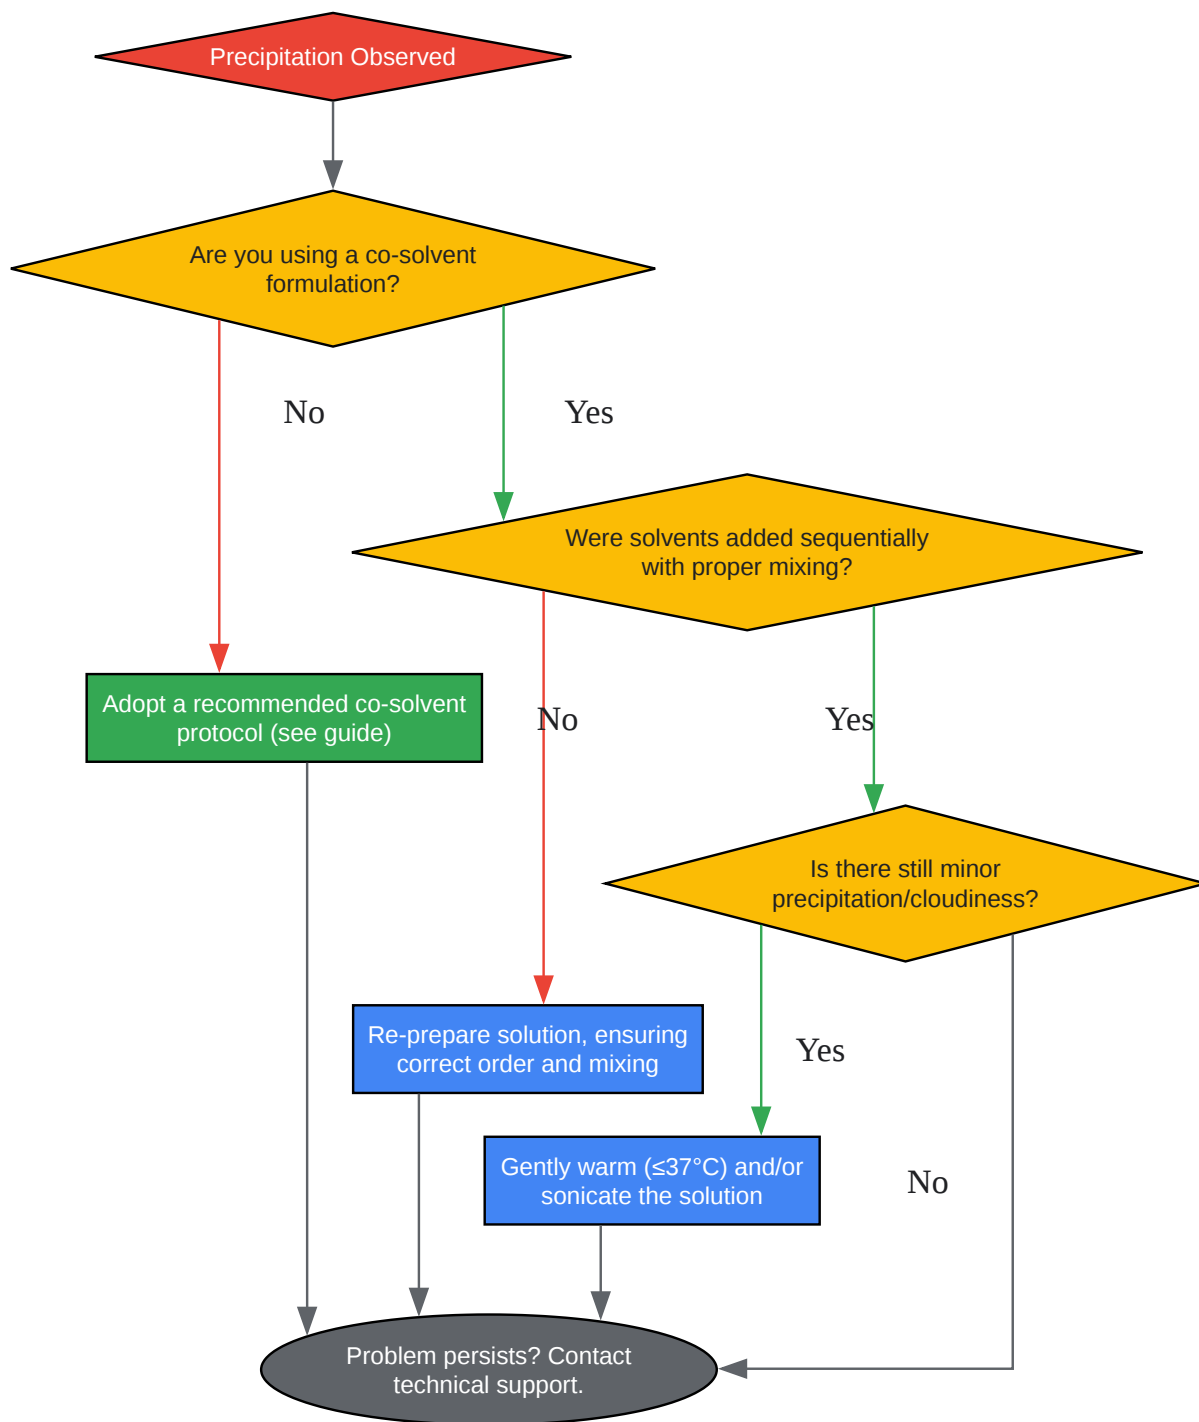 Precipitation Observed
Are you using a co-solvent
formulation?
No
Yes
Were solvents added sequentially
with proper mixing?
Adopt a recommended co-solvent
protocol (see guide)
No
Yes
Is there still minor
precipitation/cloudiness?
Re-prepare solution, ensuring
correct order and mixing
Yes
Gently warm (≤37°C) and/or
sonicate the solution
No
Problem persists? Contact
technical support.